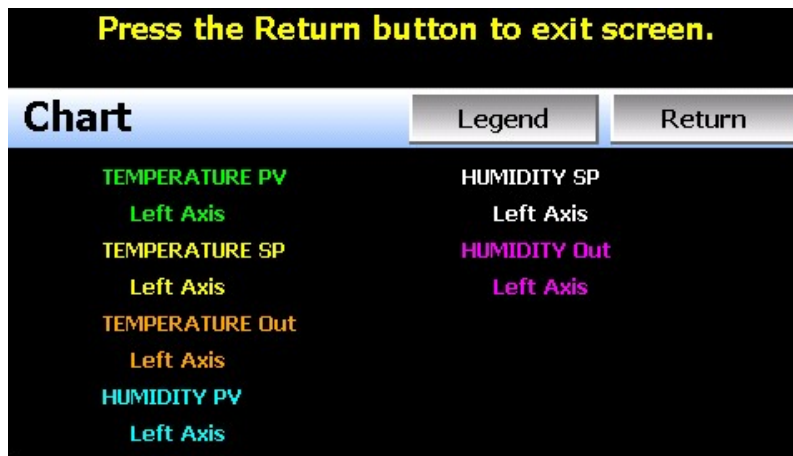 Press the Return button to exit screen.
Chart
Legend
Return
TEMPERATURE PV
Left Axis
TEMPERATURE SP
Left Axis
TEMPERATURE Out
Left Axis
HUMIDITY PV
Left Axis
HUMIDITY SP
Left Axis
HUMIDITY Out
Left Axis